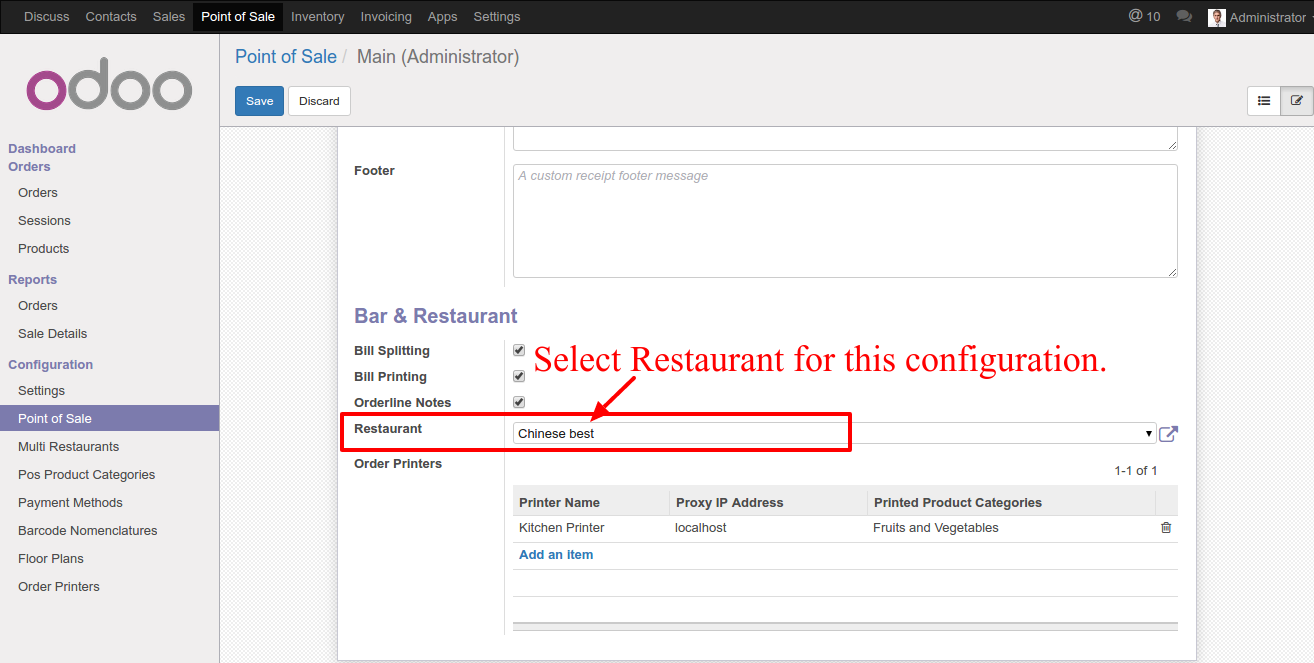 Discuss Contacts Sales Point of Sale Inventory Invoicing Apps Settings @ 10 Administrator
odoo
Dashboard
Orders
Orders
Sessions
Products
Reports
Orders
Sale Details
Configuration
Settings
Point of Sale
Multi Restaurants
Pos Product Categories
Payment Methods
Barcode Nomenclatures
Floor Plans
Order Printers
Point of Sale / Main (Administrator)
Save Discard
Footer
A custom receipt footer message
Bar & Restaurant
Bill Splitting
Select Restaurant for this configuration.
Bill Printing
Orderline Notes
Restaurant Chinese best
Order Printers
1-1 of 1
Printer Name Proxy IP Address Printed Product Categories
Kitchen Printer localhost Fruits and Vegetables
Add an item